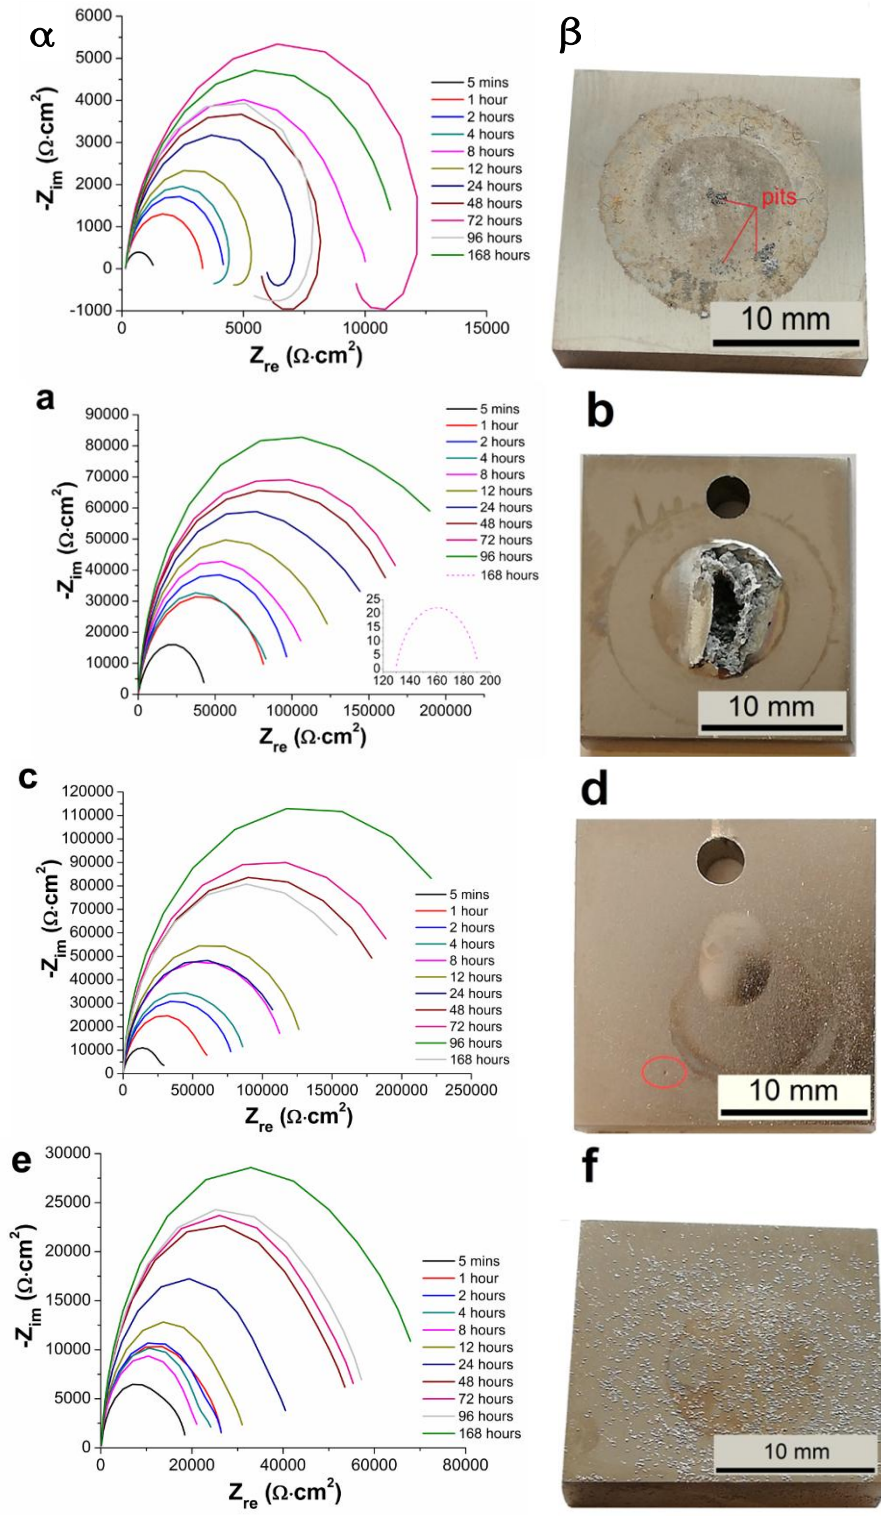 α
6000
5000
4000
3000
2000
1000
0
-1000
-Zim (Ω·cm²)
0 5000 10000 15000
Zre (Ω·cm²)
5 mins
1 hour
2 hours
4 hours
8 hours
12 hours
24 hours
48 hours
72 hours
96 hours
168 hours
β
pits
10 mm
a
90000
80000
70000
60000
50000
40000
30000
20000
10000
0
-Zim (Ω·cm²)
0 50000 100000 150000 200000
Zre (Ω·cm²)
5 mins
1 hour
2 hours
4 hours
8 hours
12 hours
24 hours
48 hours
72 hours
96 hours
168 hours
25
20
15
10
5
0
120 140 160 180 200
b
10 mm
c
120000
110000
100000
90000
80000
70000
60000
50000
40000
30000
20000
10000
0
-Zim (Ω·cm²)
0 50000 100000 150000 200000 250000
Zre (Ω·cm²)
5 mins
1 hour
2 hours
4 hours
8 hours
12 hours
24 hours
48 hours
72 hours
96 hours
168 hours
d
10 mm
e
30000
25000
20000
15000
10000
5000
0
-Zim (Ω·cm²)
0 20000 40000 60000 80000
Zre (Ω·cm²)
5 mins
1 hour
2 hours
4 hours
8 hours
12 hours
24 hours
48 hours
72 hours
96 hours
168 hours
f
10 mm